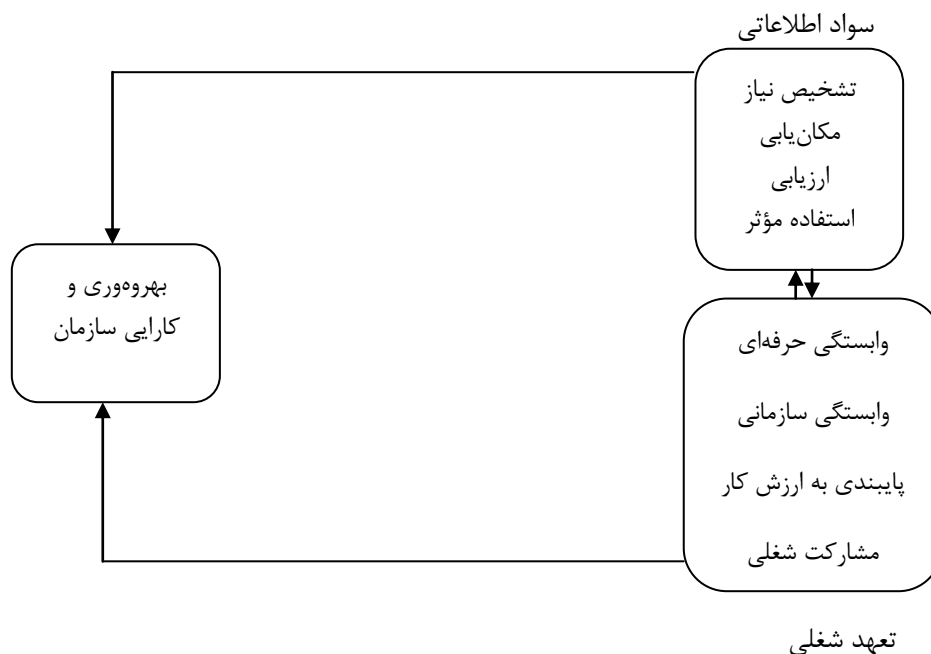 سواد اطلاعاتی
تشخیص نیاز
مکان‌یابی
ارزیابی
استفاده مؤثر
بهروه‌وری و
کارایی سازمان
وابستگی حرفه‌ای
وابستگی سازمانی
پایبندی به ارزش کار
مشارکت شغلی
تعهد شغلی